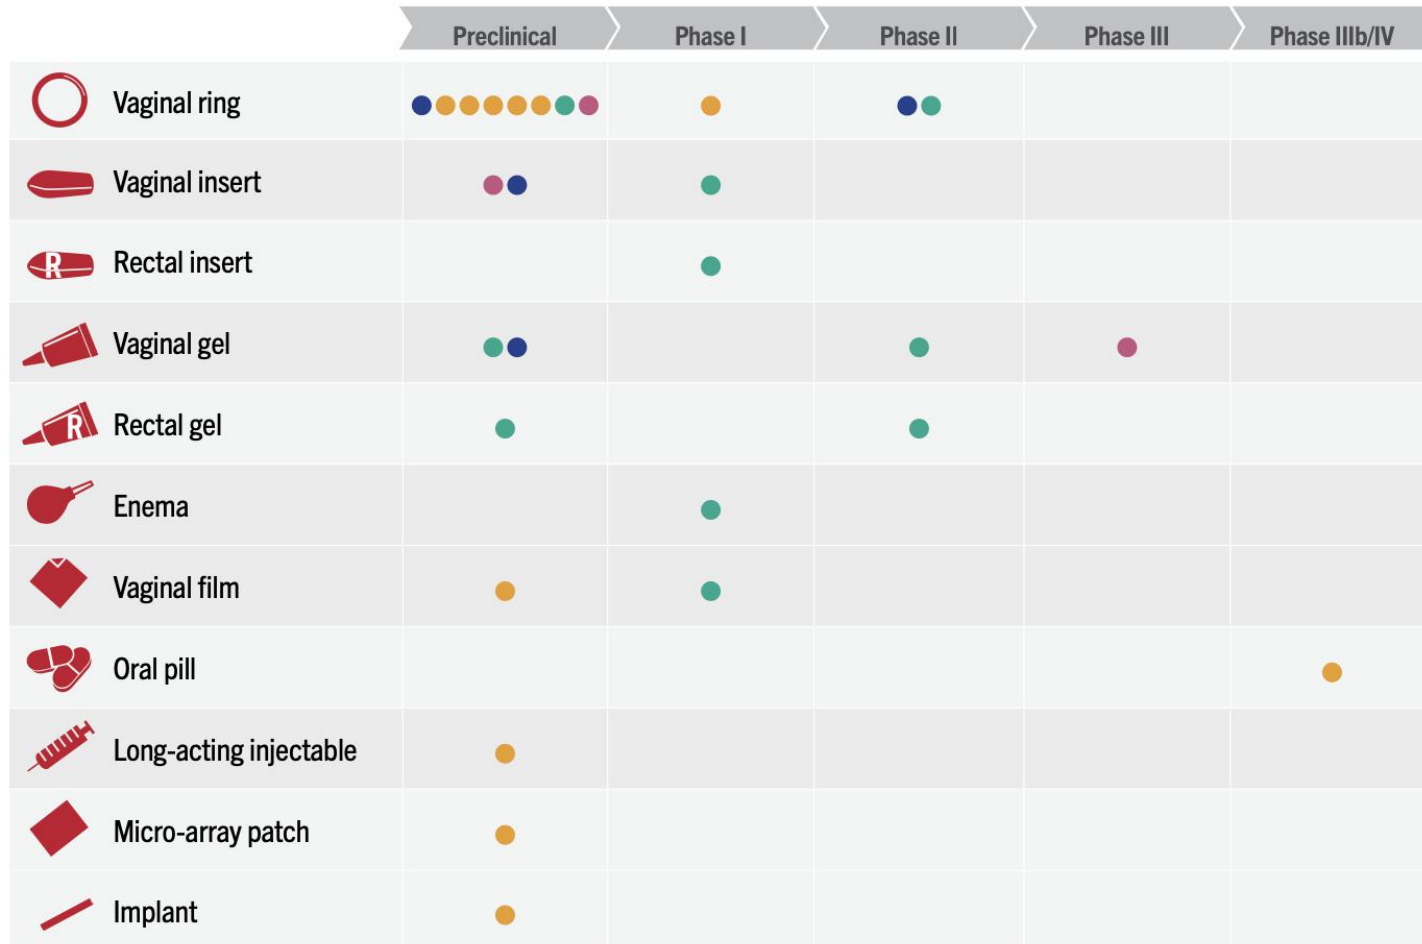 Preclinical Phase I Phase II Phase III Phase IIIb/IV
Vaginal ring
Vaginal insert
R Rectal insert
Vaginal gel
R Rectal gel
Enema
Vaginal film
Oral pill
Long-acting injectable
Micro-array patch
Implant